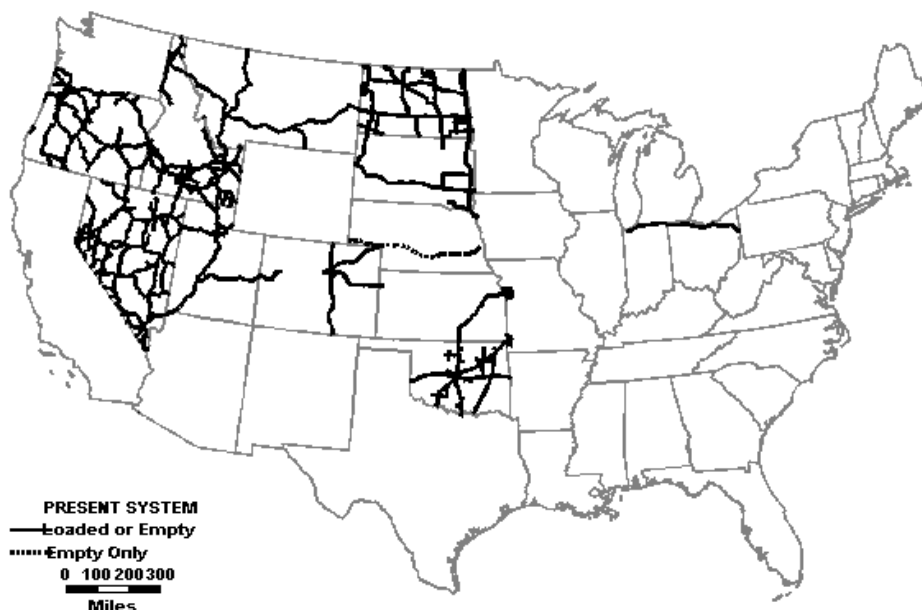 PRESENT SYSTEM
Loaded or Empty
Empty Only
0 100 200 300
Miles